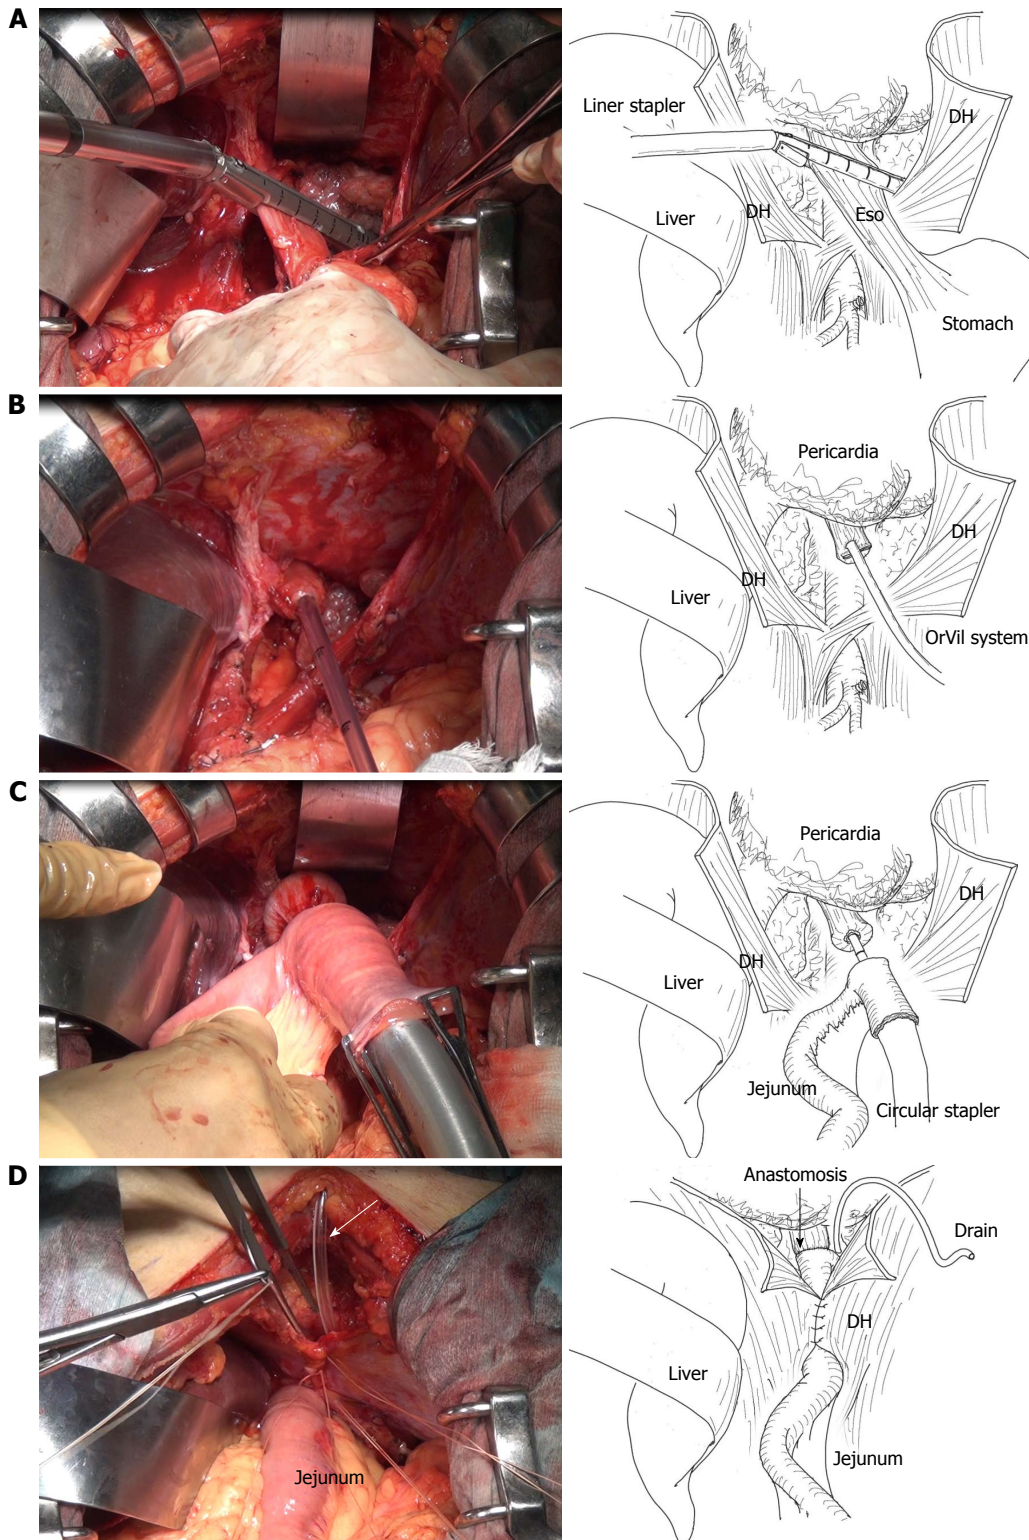 A
Liner stapler
DH
Liver
DH
Eso
Stomach
B
Pericardia
DH
DH
Liver
OrVil system
C
Pericardia
DH
DH
Liver
Jejunum
Circular stapler
D
Anastomosis
Drain
DH
Liver
Jejunum
Jejunum